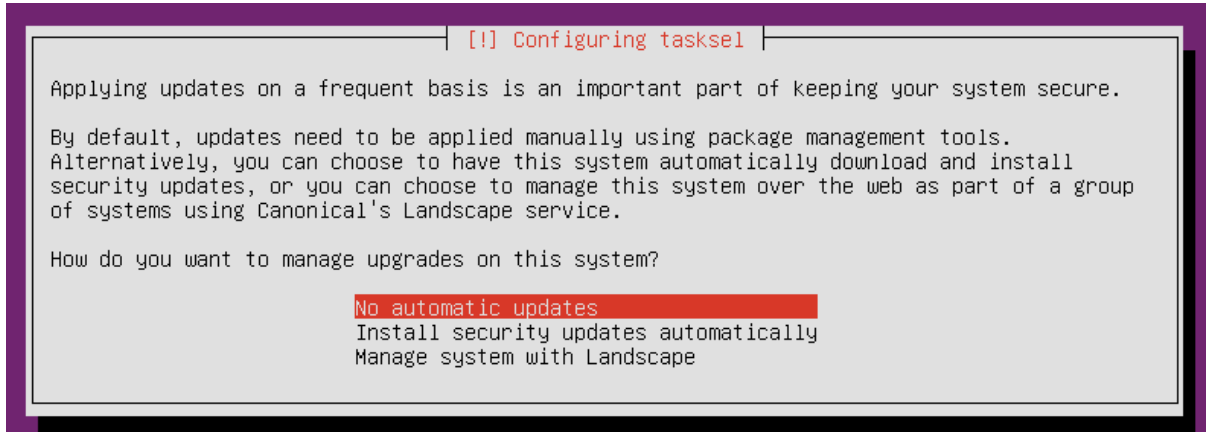 [!] Configuring tasksel
Applying updates on a frequent basis is an important part of keeping your system secure.
By default, updates need to be applied manually using package management tools.
Alternatively, you can choose to have this system automatically download and install
security updates, or you can choose to manage this system over the web as part of a group
of systems using Canonical's Landscape service.
How do you want to manage upgrades on this system?
No automatic updates
Install security updates automatically
Manage system with Landscape